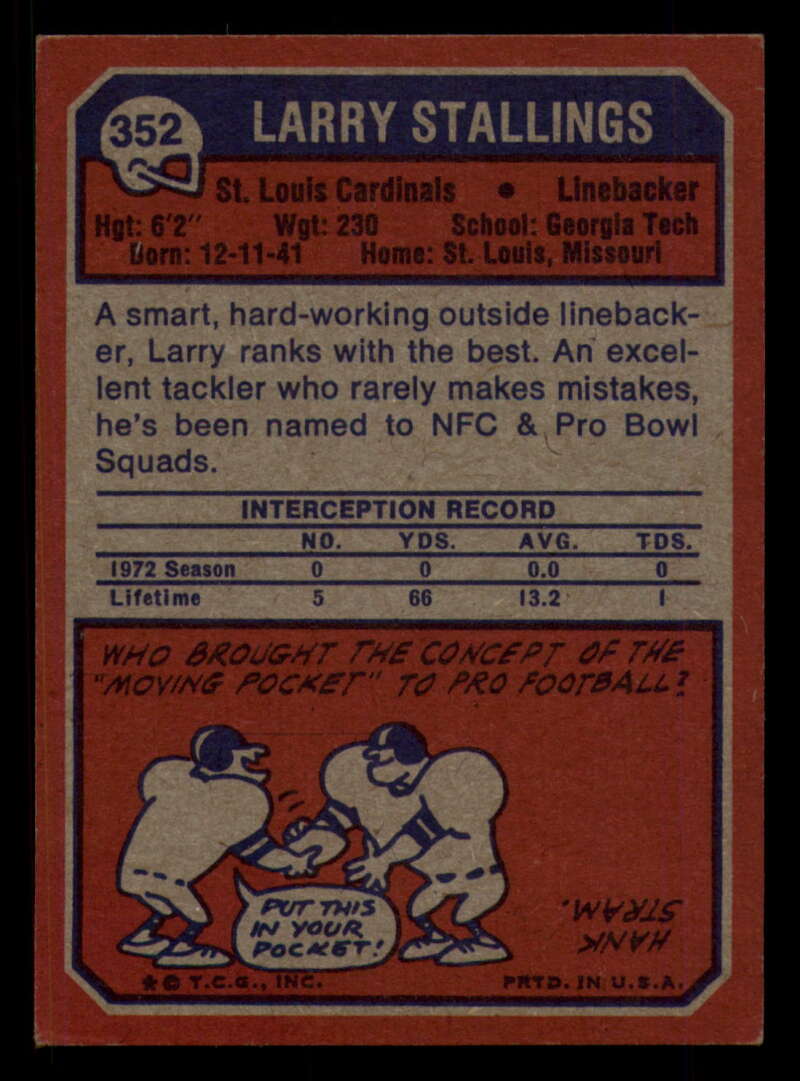 352 LARRY STALLINGS
St. Louis Cardinals • Linebacker
Hgt: 6'2" Wgt: 230 School: Georgia Tech
Born: 12-11-41 Home: St. Louis, Missouri
A smart, hard-working outside lineback-
er, Larry ranks with the best. An excel-
lent tackler who rarely makes mistakes,
he's been named to NFC & Pro Bowl
Squads.
INTERCEPTION RECORD
NO. YDS. AVG. TDS.
1972 Season 0 0 0.0 0
Lifetime 5 66 13.2 1
WHO BROUGHT THE CONCEPT OF THE
"MOVING POCKET" TO PRO FOOTBALL?
PUT THIS
IN YOUR
POCKET!
HANK
STRAM.
★ © T.C.G., INC. PRTD. IN U.S.A.